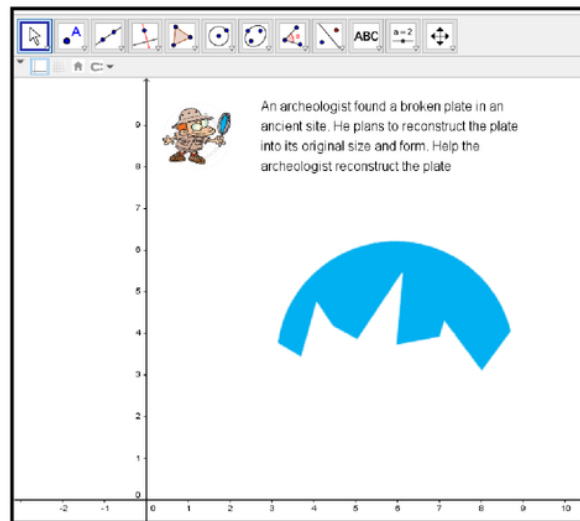 A
ABC
a=2
An archeologist found a broken plate in an
ancient site. He plans to reconstruct the plate
into its original size and form. Help the
archeologist reconstruct the plate
9
8
7
6
5
4
3
2
1
0
-2 -1 0 1 2 3 4 5 6 7 8 9 10